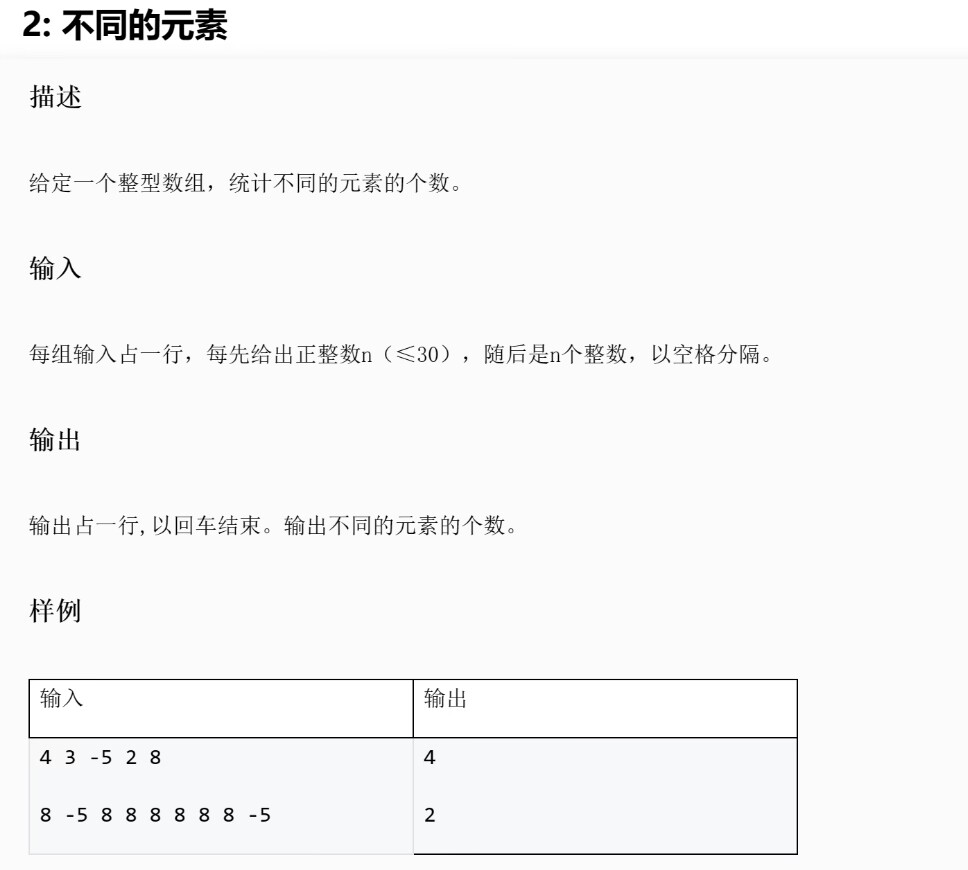 2: 不同的元素
描述
给定一个整型数组，统计不同的元素的个数。
输入
每组输入占一行，每先给出正整数n（≤30），随后是n个整数，以空格分隔。
输出
输出占一行,以回车结束。输出不同的元素的个数。
样例
输入 输出
4 3 -5 2 8 4
8 -5 8 8 8 8 8 8 -5 2